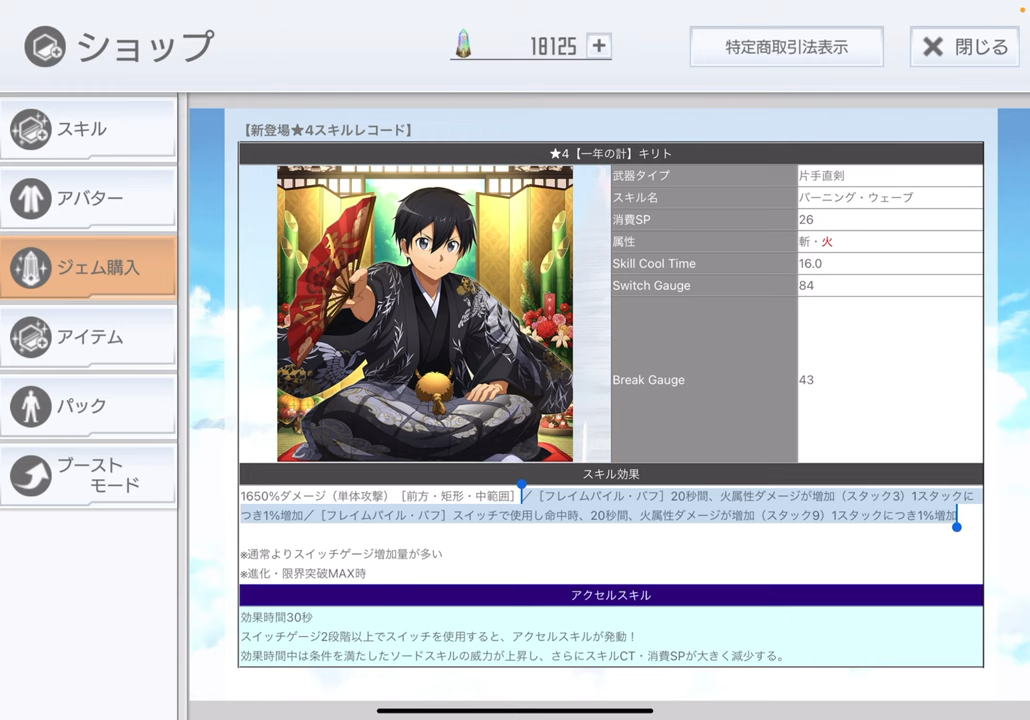 ショップ
18125
特定商取引法表示
閉じる
スキル
アバター
ジェム購入
アイテム
パック
ブースト
モード
【新登場★4スキルレコード】
★4【一年の計】キリト
武器タイプ 片手直剣
スキル名 バーニング・ウェーブ
消費SP 26
属性 斬・火
Skill Cool Time 16.0
Switch Gauge 84
Break Gauge 43
スキル効果
1650%ダメージ（単体攻撃）［前方・矩形・中範囲］／［フレイムパイル・バフ］20秒間、火属性ダメージが増加（スタック3）1スタックに
つき1%増加／［フレイムパイル・バフ］スイッチで使用し命中時、20秒間、火属性ダメージが増加（スタック9）1スタックにつき1%増加
※通常よりスイッチゲージ増加量が多い
※進化・限界突破MAX時
アクセルスキル
効果時間30秒
スイッチゲージ2段階以上でスイッチを使用すると、アクセルスキルが発動！
効果時間中は条件を満たしたソードスキルの威力が上昇し、さらにスキルCT・消費SPが大きく減少する。